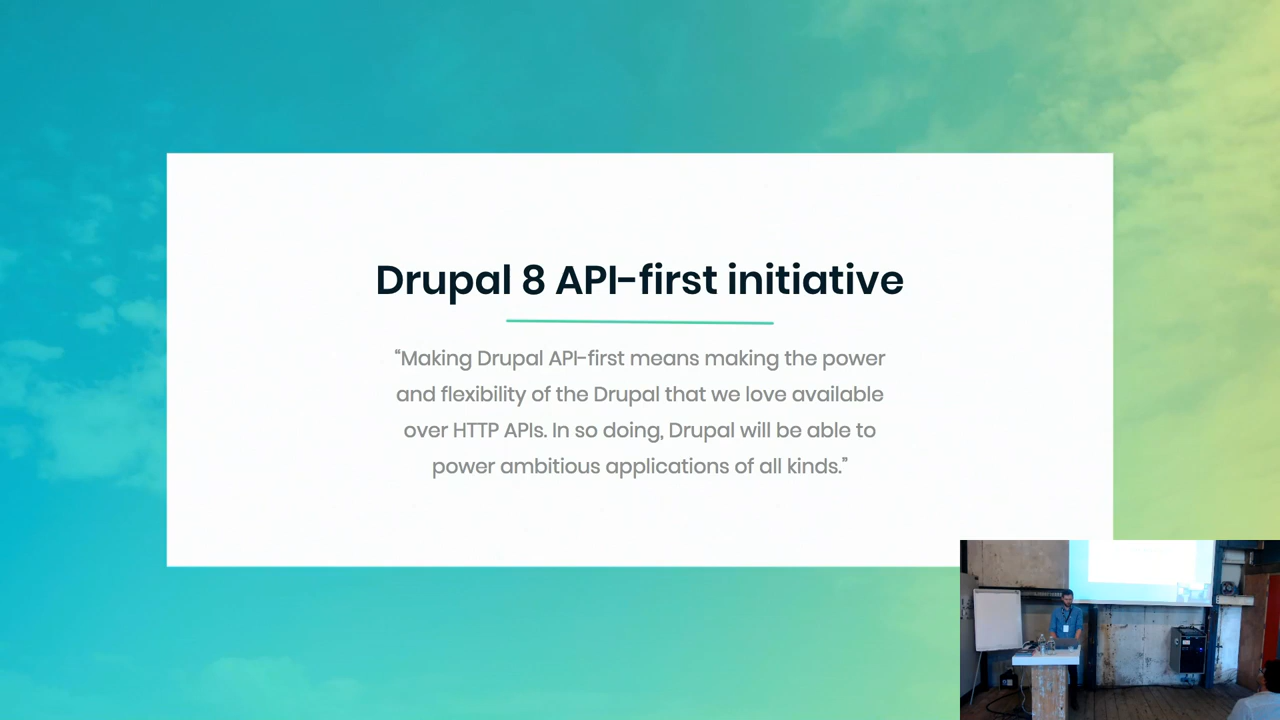 Drupal 8 API-first initiative
“Making Drupal API-first means making the power
and flexibility of the Drupal that we love available
over HTTP APIs. In so doing, Drupal will be able to
power ambitious applications of all kinds.”